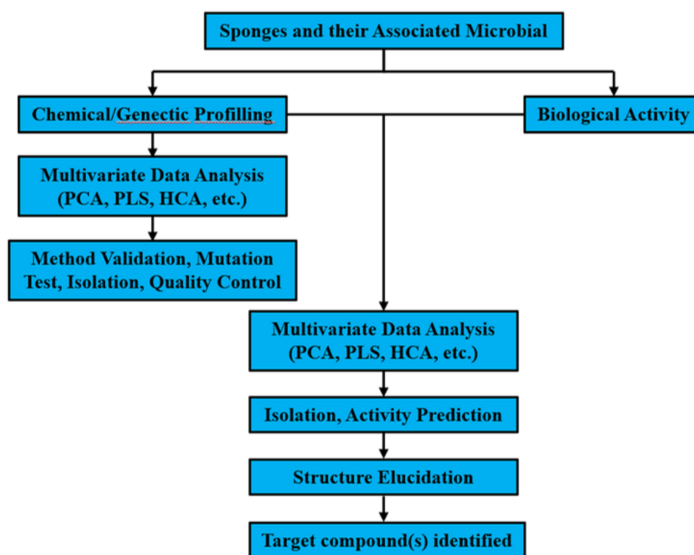 Sponges and their Associated Microbial
Chemical/Genectic Profilling
Biological Activity
Multivariate Data Analysis
(PCA, PLS, HCA, etc.)
Method Validation, Mutation
Test, Isolation, Quality Control
Multivariate Data Analysis
(PCA, PLS, HCA, etc.)
Isolation, Activity Prediction
Structure Elucidation
Target compound(s) identified